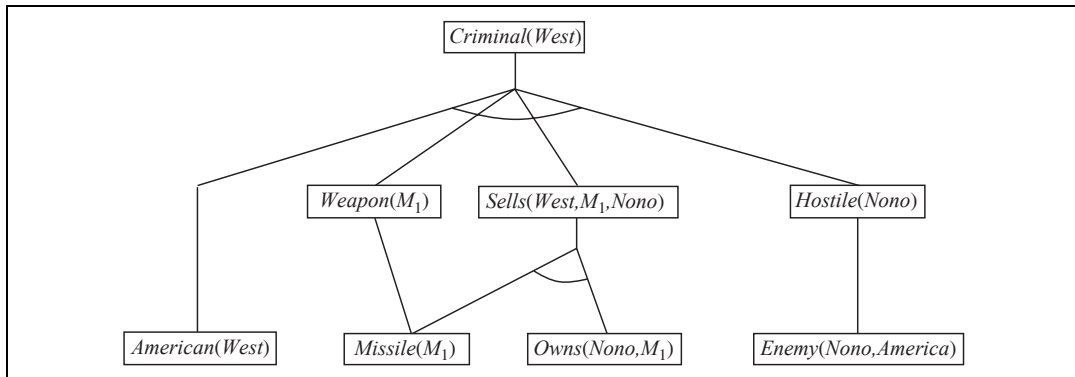 Criminal(West)
Weapon(M₁)
Sells(West,M₁,Nono)
Hostile(Nono)
American(West)
Missile(M₁)
Owns(Nono,M₁)
Enemy(Nono,America)